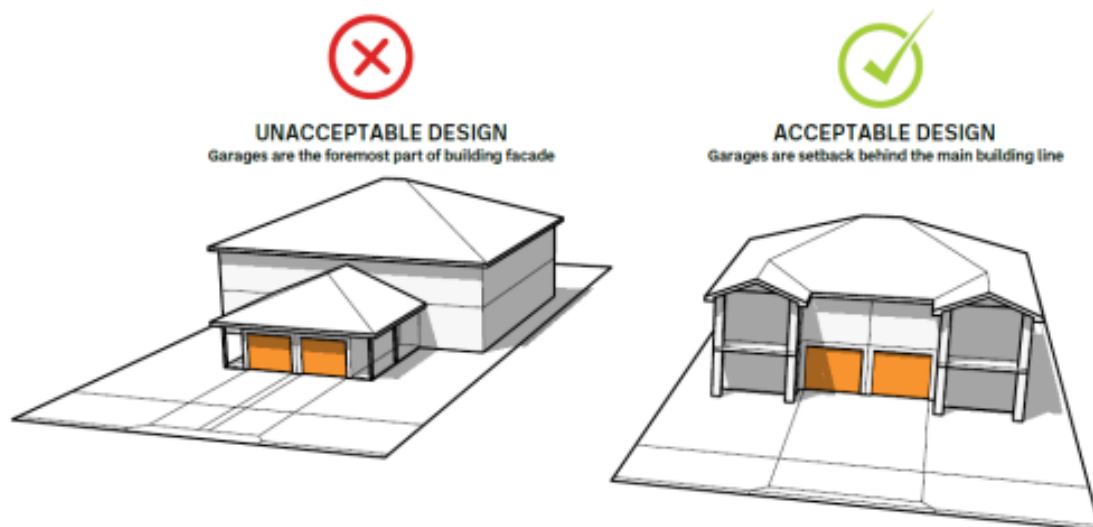 UNACCEPTABLE DESIGN
Garages are the foremost part of building facade
ACCEPTABLE DESIGN
Garages are setback behind the main building line